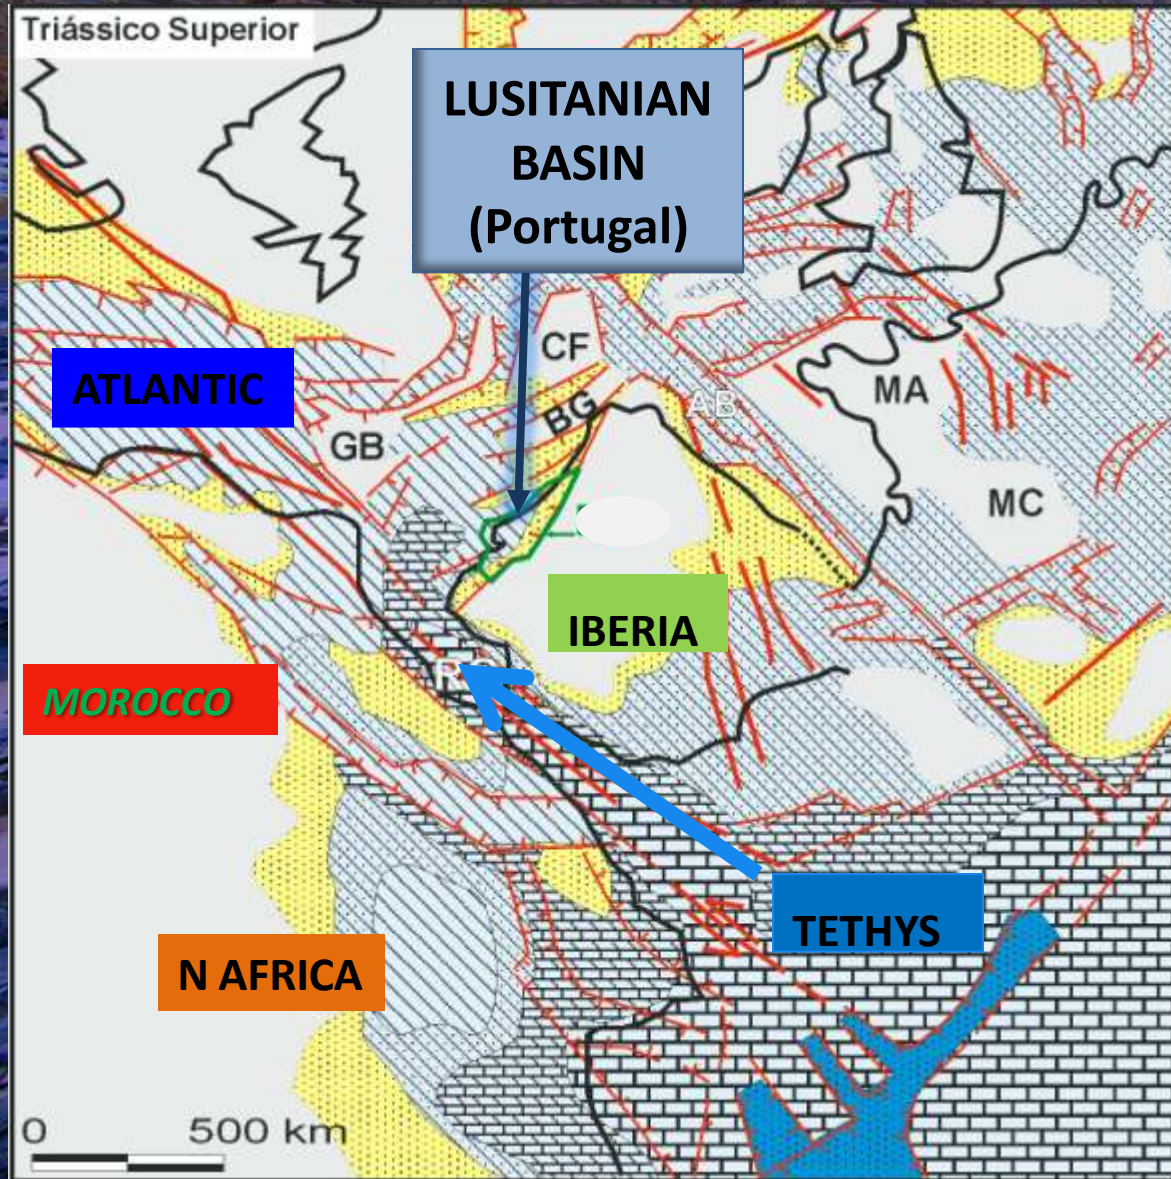 Triássico Superior
LUSITANIAN
BASIN
(Portugal)
CF
ATLANTIC
MA
AB
BG
GB
MC
IBERIA
MOROCCO
TETHYS
N AFRICA
0 500 km